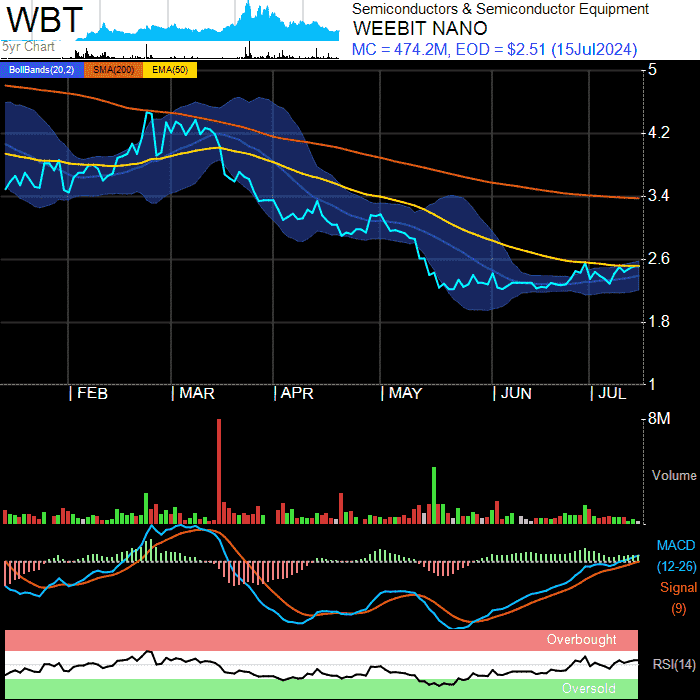 WBT
5yr Chart
Semiconductors & Semiconductor Equipment
WEEBIT NANO
MC = 474.2M, EOD = $2.51 (15Jul2024)
BollBands(20,2) SMA(200) EMA(50)
5
4.2
3.4
2.6
1.8
1
FEB MAR APR MAY JUN JUL
8M
Volume
MACD
(12-26)
Signal
(9)
Overbought
RSI(14)
Oversold